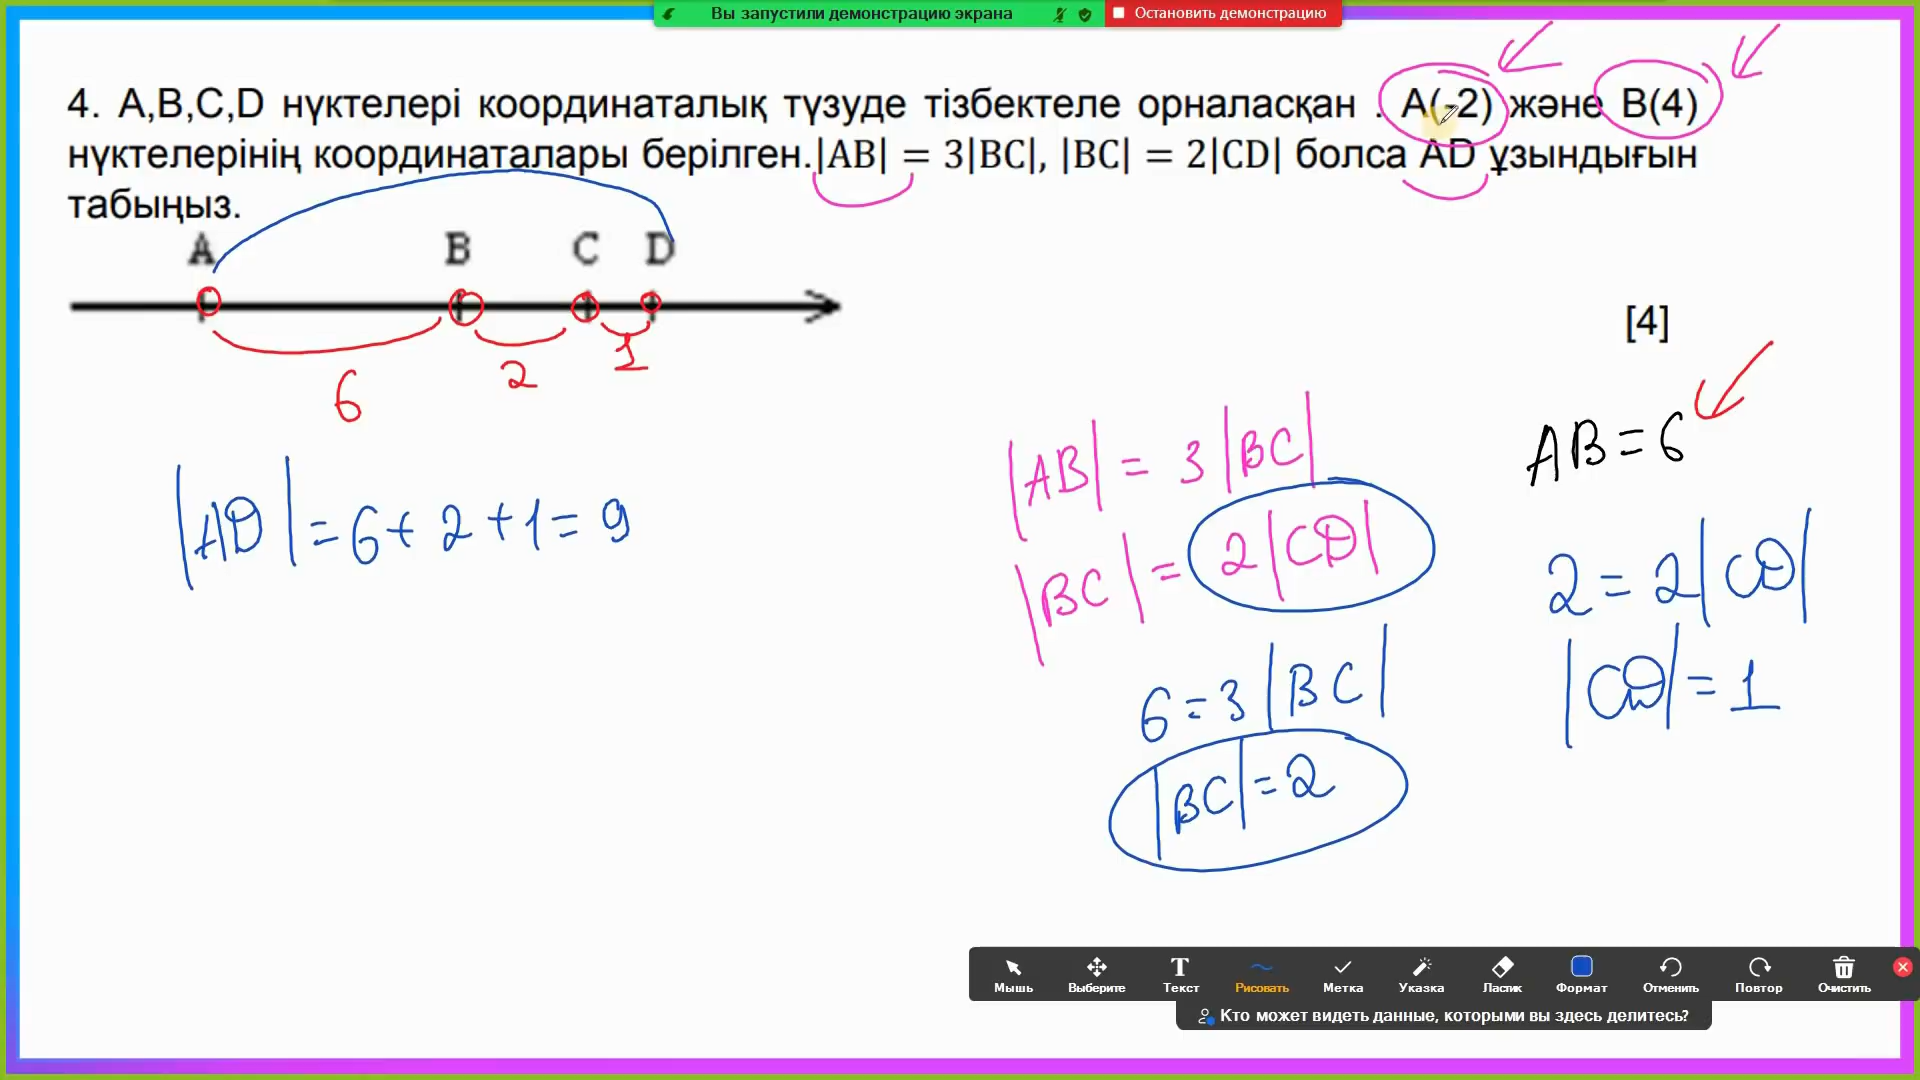 Вы запустили демонстрацию экрана
Остановить демонстрацию
4. A,B,C,D нүктелері координаталық түзуде тізбектеле орналасқан . A(-2) және B(4)
нүктелерінің координаталары берілген.|AB| = 3|BC|, |BC| = 2|CD| болса AD ұзындығын
табыңыз.
A B C D
[4]
6 2 1
|AD| = 6 + 2 + 1 = 9
|AB| = 3|BC|
|BC| = 2|CD|
6 = 3|BC|
|BC| = 2
AB = 6
2 = 2|CD|
|CD| = 1
Мышь Выберите Текст Рисовать Метка Указка Ластик Формат Отменить Повтор Очистить
Кто может видеть данные, которыми вы здесь делитесь?